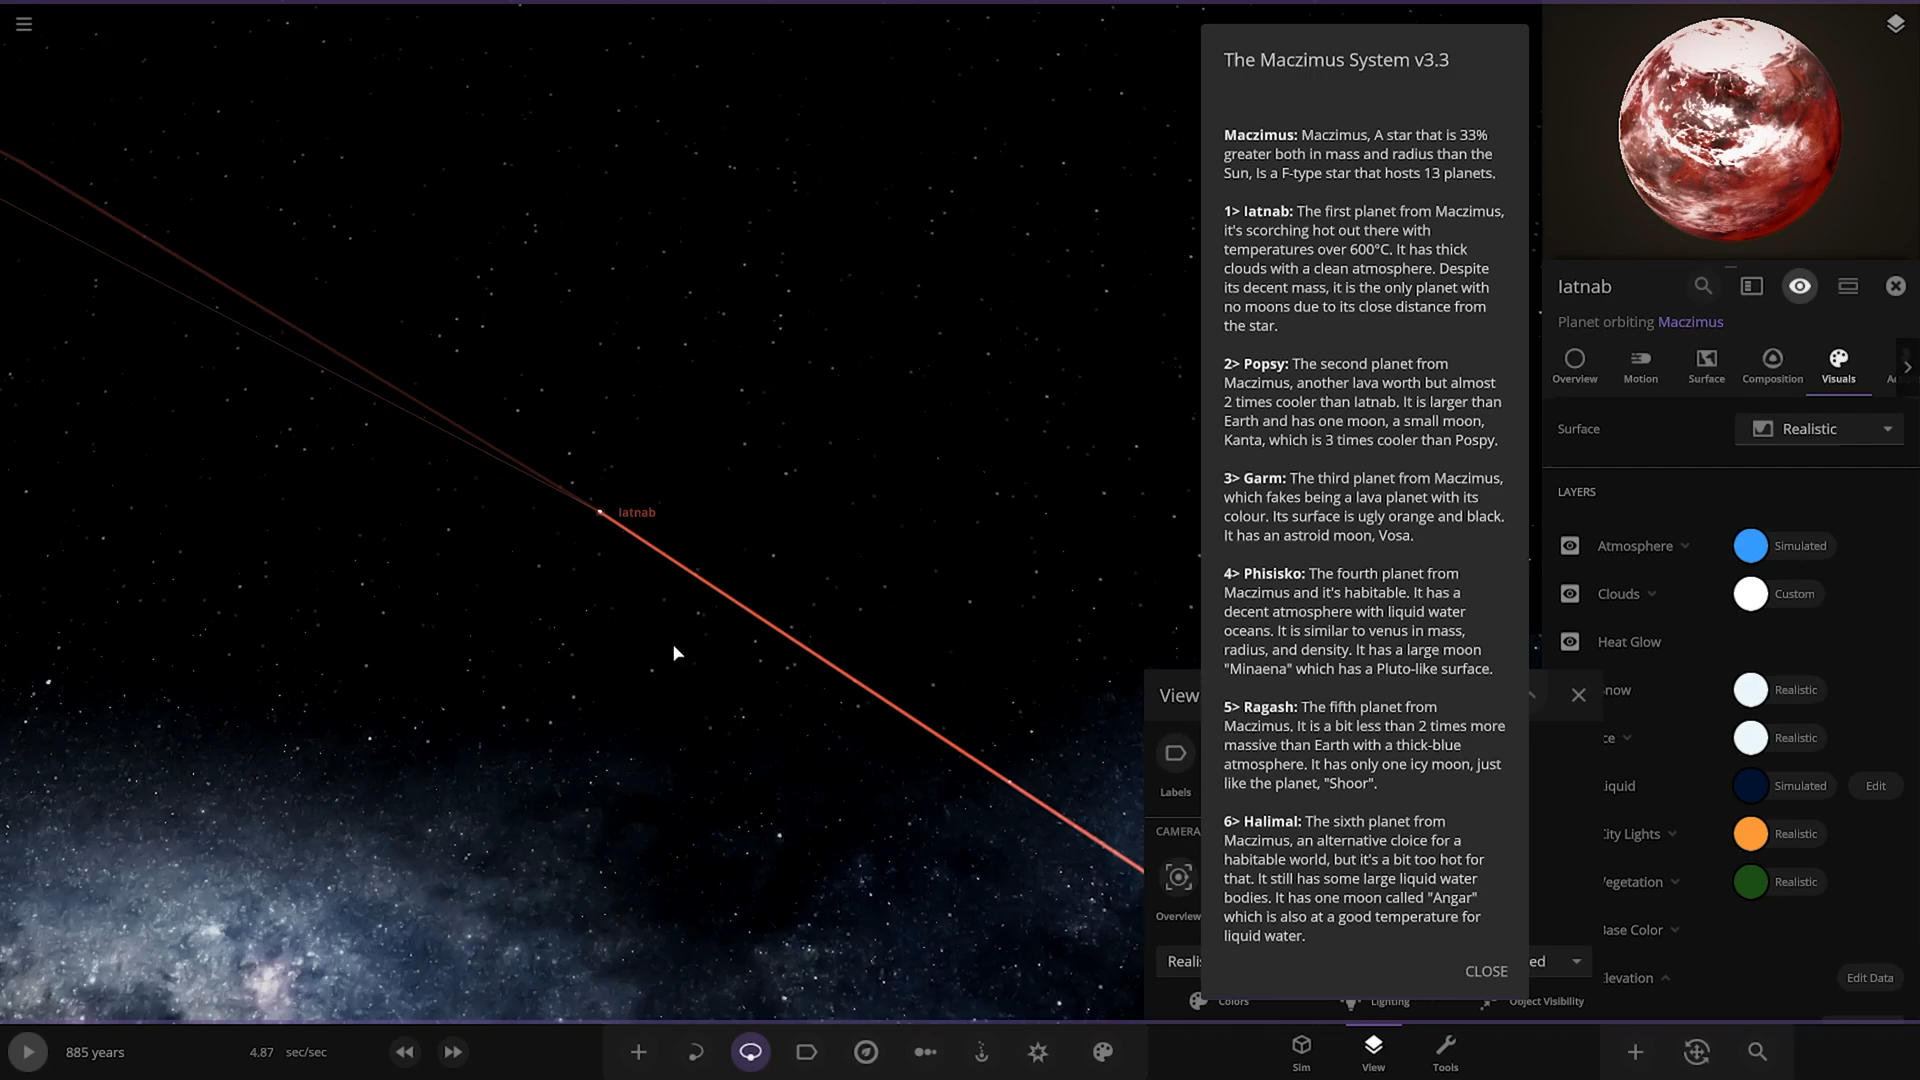 The Maczimus System v3.3
Maczimus: Maczimus, A star that is 33%
greater both in mass and radius than the
Sun, Is a F-type star that hosts 13 planets.
1> Iatnab: The first planet from Maczimus,
it's scorching hot out there with
temperatures over 600°C. It has thick
clouds with a clean atmosphere. Despite
its decent mass, it is the only planet with
no moons due to its close distance from
the star.
2> Popsy: The second planet from
Maczimus, another lava worth but almost
2 times cooler than Iatnab. It is larger than
Earth and has one moon, a small moon,
Kanta, which is 3 times cooler than Pospy.
3> Garm: The third planet from Maczimus,
which fakes being a lava planet with its
colour. Its surface is ugly orange and black.
It has an astroid moon, Vosa.
4> Phisisko: The fourth planet from
Maczimus and it's habitable. It has a
decent atmosphere with liquid water
oceans. It is similar to venus in mass,
radius, and density. It has a large moon
"Minaena" which has a Pluto-like surface.
5> Ragash: The fifth planet from
Maczimus. It is a bit less than 2 times more
massive than Earth with a thick-blue
atmosphere. It has only one icy moon, just
like the planet, "Shoor".
6> Halimal: The sixth planet from
Maczimus, an alternative cloice for a
habitable world, but it's a bit too hot for
that. It still has some large liquid water
bodies. It has one moon called "Angar"
which is also at a good temperature for
liquid water.
CLOSE
Iatnab
Iatnab
Planet orbiting Maczimus
Overview Motion Surface Composition Visuals
Surface Realistic
LAYERS
Atmosphere Simulated
Clouds Custom
Heat Glow
now Realistic
ce Realistic
iquid Simulated Edit
ity Lights Realistic
egetation Realistic
ase Color
levation Edit Data
View
Labels
CAMERA
Overview
Realis
ed
Colors Lighting Object Visibility
885 years 4.87 sec/sec
Sim View Tools